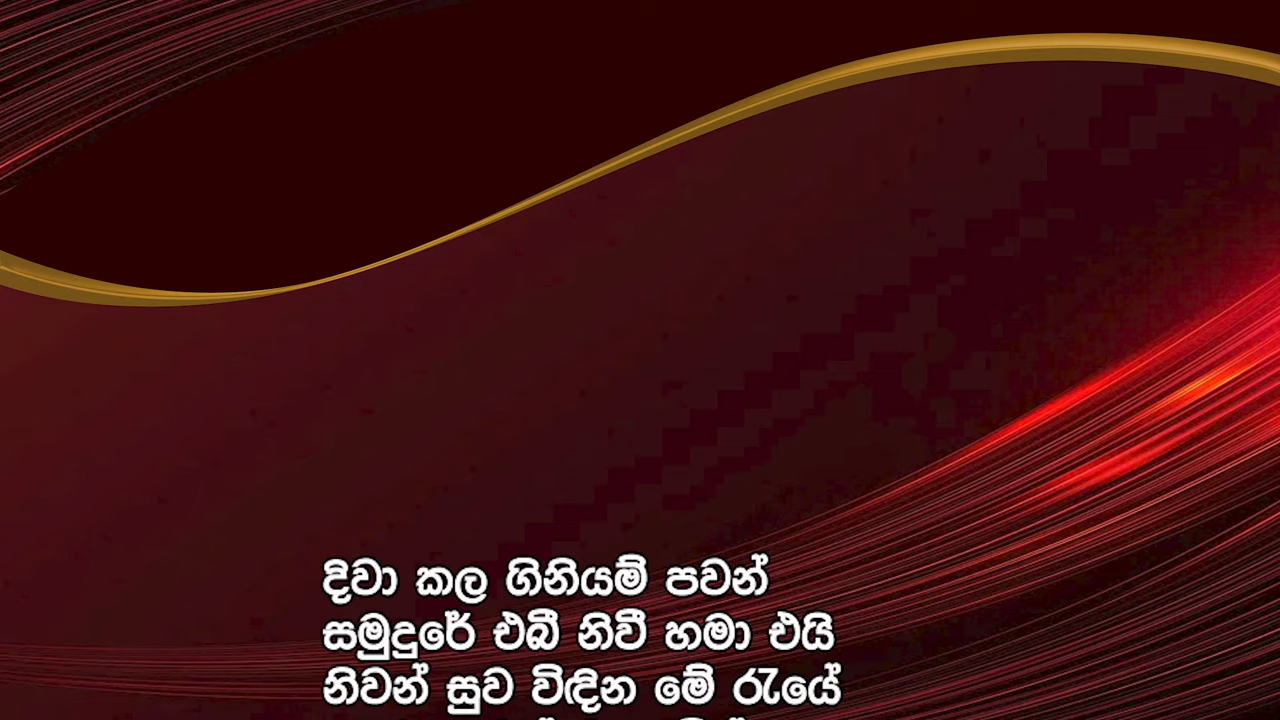 දිවා කල ගිනියම් පවන්
සමුදුරේ එබී නිවී හමා එයි
නිවන් සුව විඳින මේ රැයේ